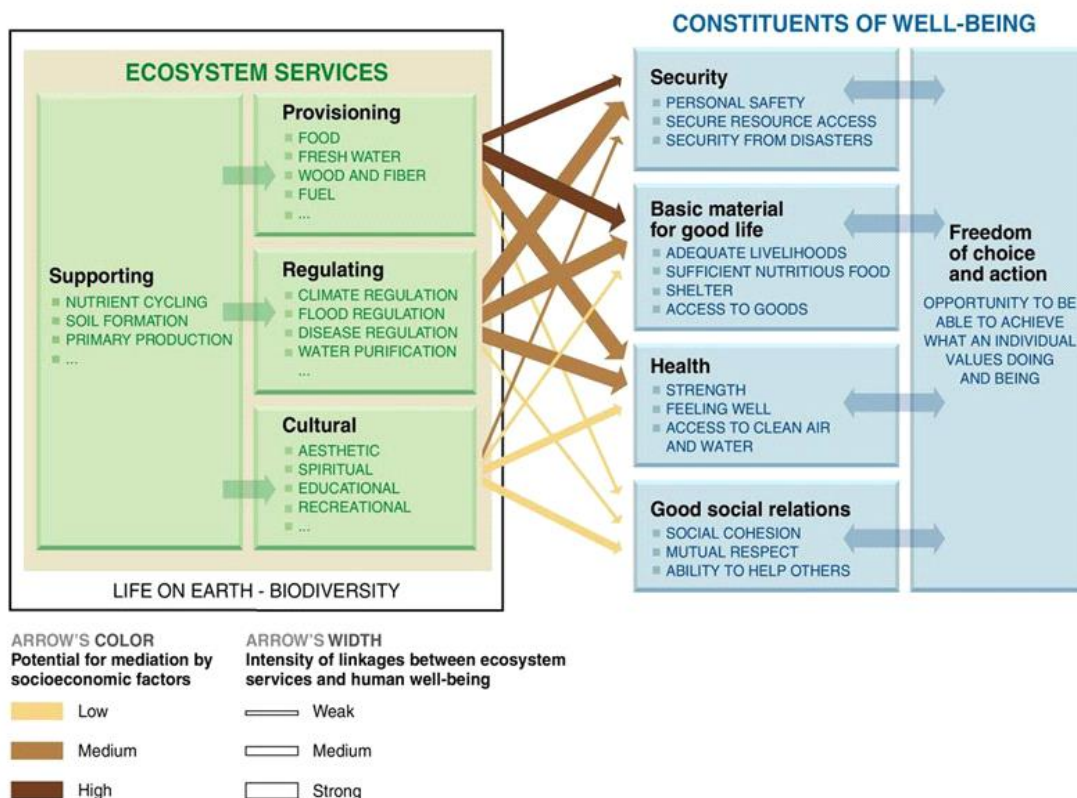 CONSTITUENTS OF WELL-BEING
ECOSYSTEM SERVICES
Supporting
NUTRIENT CYCLING
SOIL FORMATION
PRIMARY PRODUCTION
...
Provisioning
FOOD
FRESH WATER
WOOD AND FIBER
FUEL
...
Regulating
CLIMATE REGULATION
FLOOD REGULATION
DISEASE REGULATION
WATER PURIFICATION
...
Cultural
AESTHETIC
SPIRITUAL
EDUCATIONAL
RECREATIONAL
...
LIFE ON EARTH - BIODIVERSITY
Security
PERSONAL SAFETY
SECURE RESOURCE ACCESS
SECURITY FROM DISASTERS
Basic material
for good life
ADEQUATE LIVELIHOODS
SUFFICIENT NUTRITIOUS FOOD
SHELTER
ACCESS TO GOODS
Health
STRENGTH
FEELING WELL
ACCESS TO CLEAN AIR
AND WATER
Good social relations
SOCIAL COHESION
MUTUAL RESPECT
ABILITY TO HELP OTHERS
Freedom
of choice
and action
OPPORTUNITY TO BE
ABLE TO ACHIEVE
WHAT AN INDIVIDUAL
VALUES DOING
AND BEING
ARROW'S COLOR
Potential for mediation by
socioeconomic factors
Low
Medium
High
ARROW'S WIDTH
Intensity of linkages between ecosystem
services and human well-being
Weak
Medium
Strong